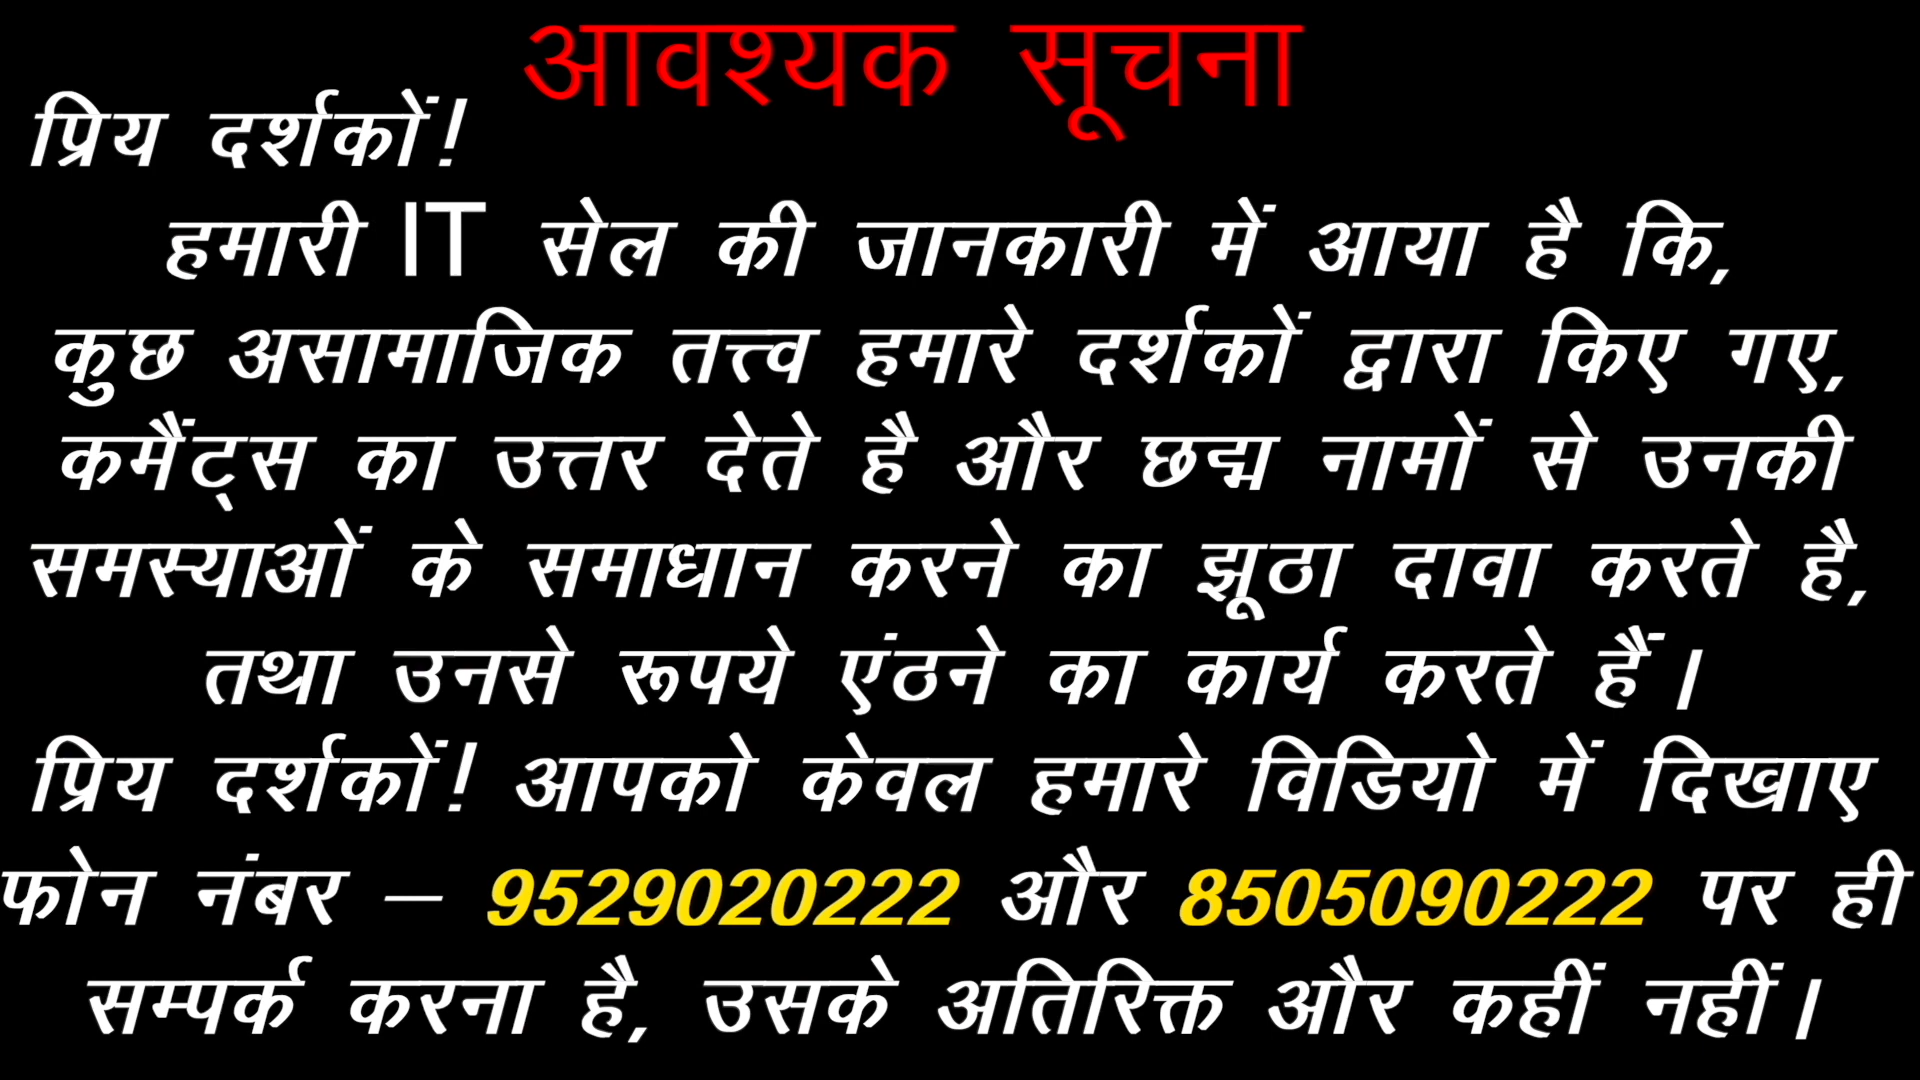 आवश्यक सूचना
प्रिय दर्शकों!
हमारी IT सेल की जानकारी में आया है कि,
कुछ असामाजिक तत्त्व हमारे दर्शकों द्वारा किए गए,
कमैंट्स का उत्तर देते है और छद्म नामों से उनकी
समस्याओं के समाधान करने का झूठा दावा करते है,
तथा उनसे रूपये एंठने का कार्य करते हैं।
प्रिय दर्शकों! आपको केवल हमारे विडियो में दिखाए
फोन नंबर – 9529020222 और 8505090222 पर ही
सम्पर्क करना है, उसके अतिरिक्त और कहीं नहीं।